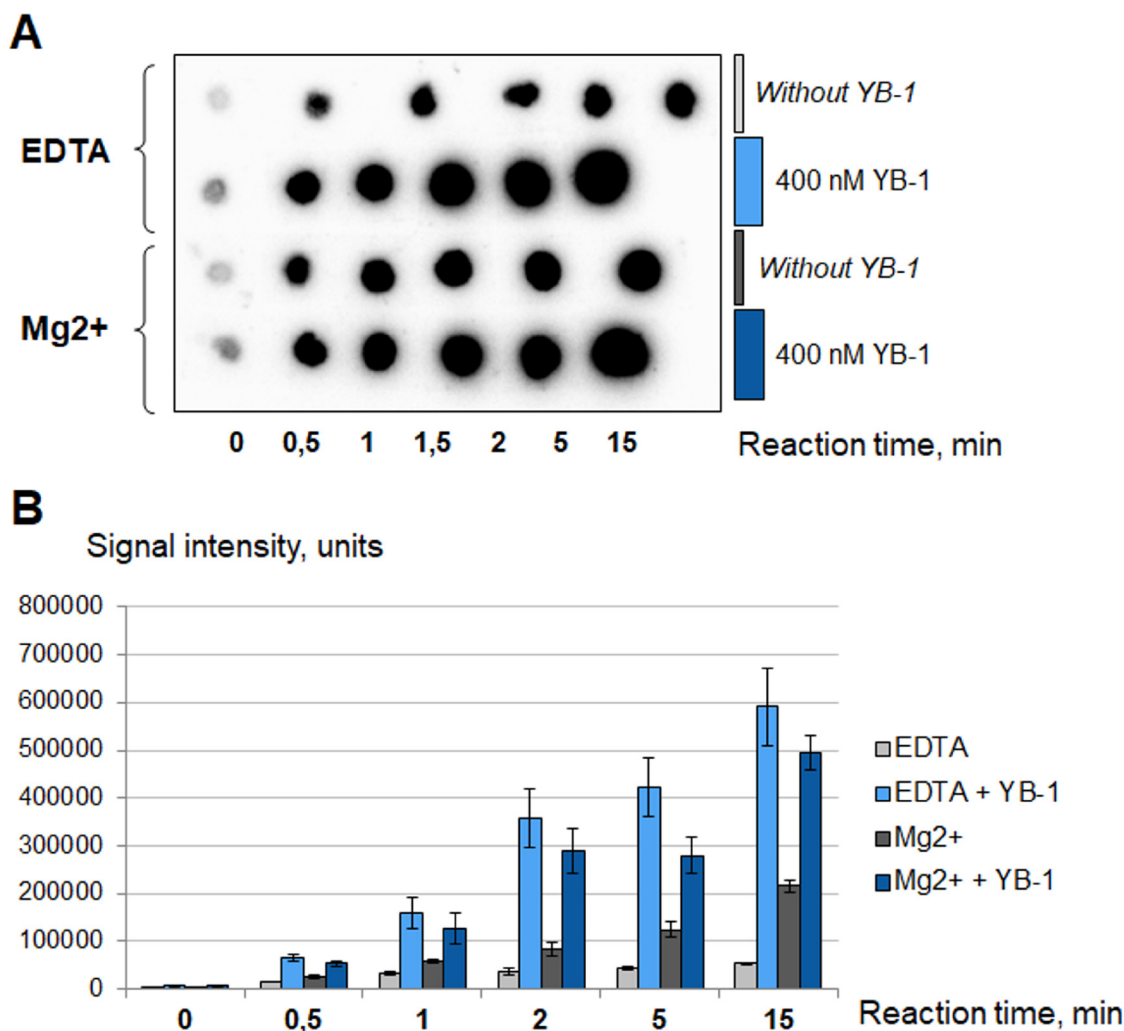 A
EDTA
Without YB-1
400 nM YB-1
Mg2+
Without YB-1
400 nM YB-1
0 0,5 1 1,5 2 5 15 Reaction time, min
B
Signal intensity, units
800000
700000
600000
500000
400000
300000
200000
100000
0
EDTA
EDTA + YB-1
Mg2+
Mg2+ + YB-1
0 0,5 1 2 5 15 Reaction time, min